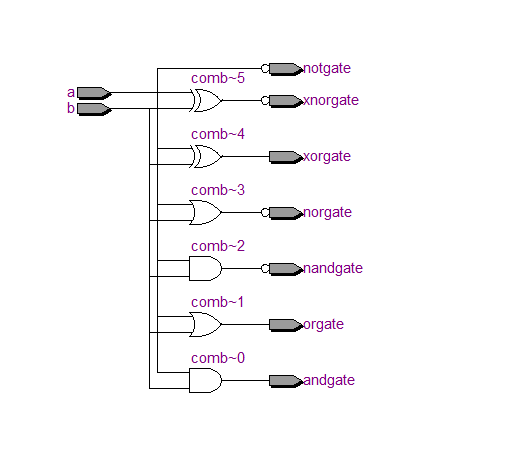 notgate
comb~5
a
xnorgate
b
comb~4
xorgate
comb~3
norgate
comb~2
nandgate
comb~1
orgate
comb~0
andgate